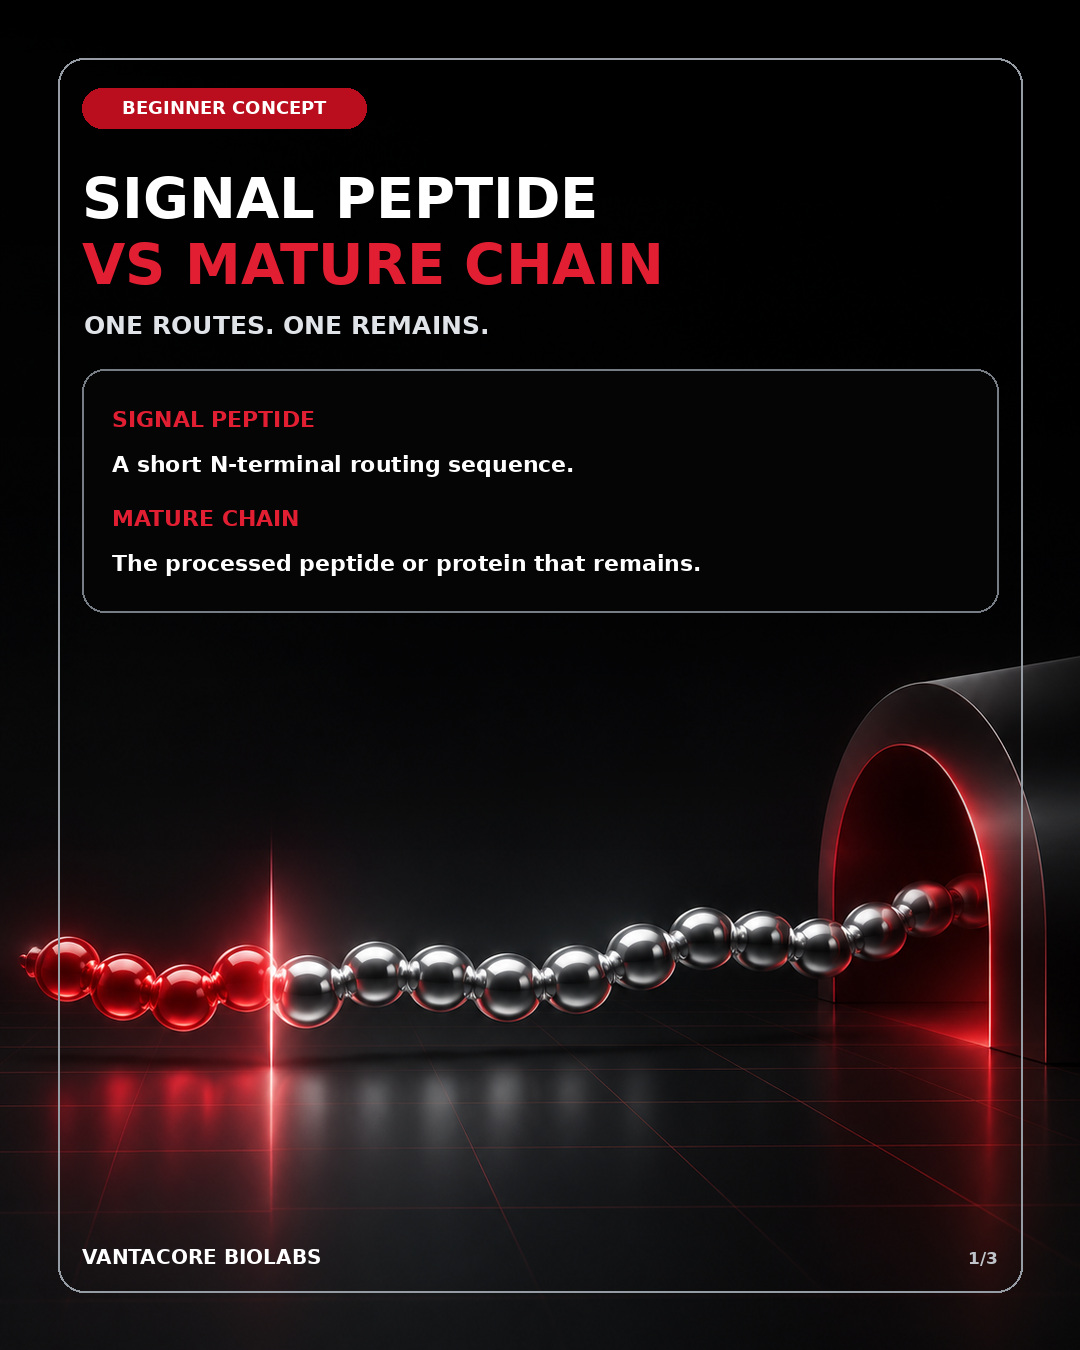 BEGINNER CONCEPT
SIGNAL PEPTIDE
VS MATURE CHAIN
ONE ROUTES. ONE REMAINS.
SIGNAL PEPTIDE
A short N-terminal routing sequence.
MATURE CHAIN
The processed peptide or protein that remains.
VANTACORE BIOLABS
1/3